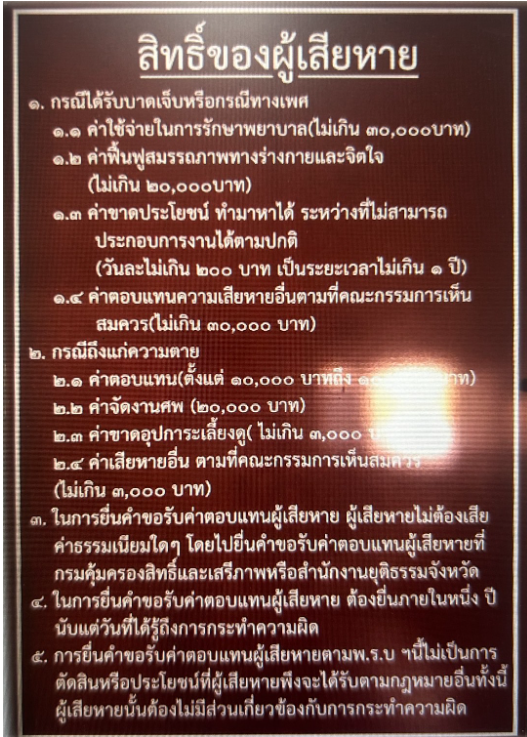 สิทธิ์ของผู้เสียหาย
๑. กรณีได้รับบาดเจ็บหรือกรณีทางเพศ
๑.๑ ค่าใช้จ่ายในการรักษาพยาบาล(ไม่เกิน ๓๐,๐๐๐บาท)
๑.๒ ค่าฟื้นฟูสมรรถภาพทางร่างกายและจิตใจ
(ไม่เกิน ๒๐,๐๐๐บาท)
๑.๓ ค่าขาดประโยชน์ ทำมาหาได้ ระหว่างที่ไม่สามารถ
ประกอบการงานได้ตามปกติ
(วันละไม่เกิน ๒๐๐ บาท เป็นระยะเวลาไม่เกิน ๑ ปี)
๑.๔ ค่าตอบแทนความเสียหายอื่นตามที่คณะกรรมการเห็น
สมควร(ไม่เกิน ๓๐,๐๐๐ บาท)
๒. กรณีถึงแก่ความตาย
๒.๑ ค่าตอบแทน(ตั้งแต่ ๑๐,๐๐๐ บาทถึง บาท)
๒.๒ ค่าจัดงานศพ (๒๐,๐๐๐ บาท)
๒.๓ ค่าขาดอุปการะเลี้ยงดู( ไม่เกิน ๓,๐๐๐
๒.๔ ค่าเสียหายอื่น ตามที่คณะกรรมการเห็นสมควร
(ไม่เกิน ๓,๐๐๐ บาท)
๓. ในการยื่นคำขอรับค่าตอบแทนผู้เสียหาย ผู้เสียหายไม่ต้องเสีย
ค่าธรรมเนียมใดๆ โดยไปยื่นคำขอรับค่าตอบแทนผู้เสียหายที่
กรมคุ้มครองสิทธิ์และเสรีภาพหรือสำนักงานยุติธรรมจังหวัด
๔. ในการยื่นคำขอรับค่าตอบแทนผู้เสียหาย ต้องยื่นภายในหนึ่ง ปี
นับแต่วันที่ได้รู้ถึงการกระทำความผิด
๕. การยื่นคำขอรับค่าตอบแทนผู้เสียหายตามพ.ร.บ ฯนี้ไม่เป็นการ
ตัดสินหรือประโยชน์ที่ผู้เสียหายพึงจะได้รับตามกฎหมายอื่นทั้งนี้
ผู้เสียหายนั้นต้องไม่มีส่วนเกี่ยวข้องกับการกระทำความผิด